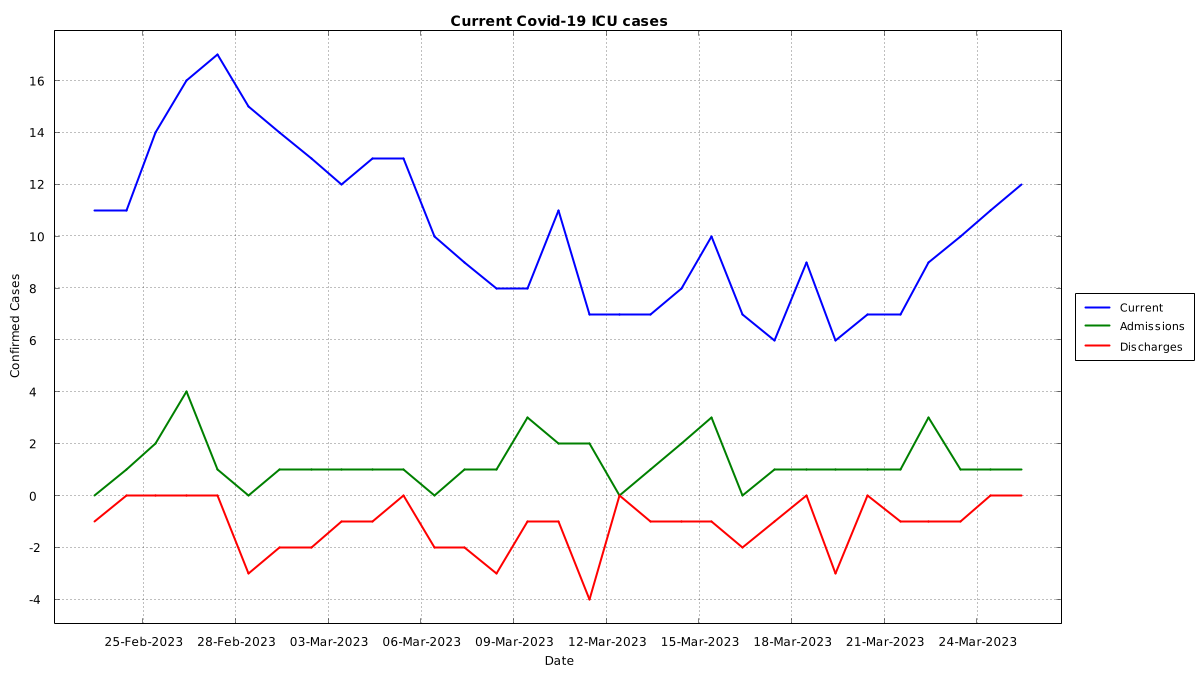 Current Covid-19 ICU cases
16
14
12
10
8
6
4
2
0
-2
-4
Confirmed Cases
25-Feb-2023 28-Feb-2023 03-Mar-2023 06-Mar-2023 09-Mar-2023 12-Mar-2023 15-Mar-2023 18-Mar-2023 21-Mar-2023 24-Mar-2023
Date
Current
Admissions
Discharges